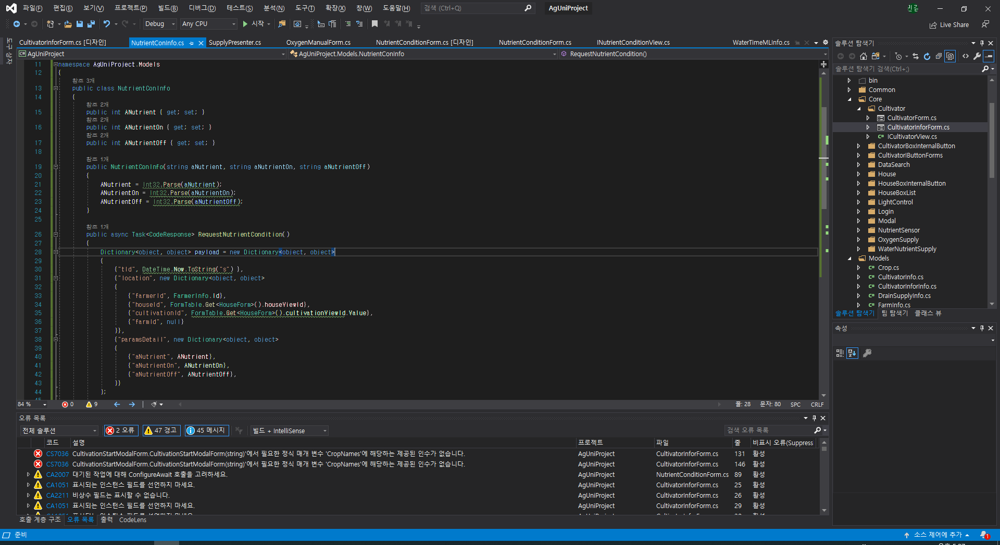 파일(F) 편집(E) 보기(V) 프로젝트(P) 빌드(B) 디버그(D) 테스트(S) 분석(N) 도구(T) 확장(X) 창(W) 도움말(H) 검색 (Ctrl+Q) AgUniProject
Debug Any CPU 시작 Live Share
도구 상자
CultivatorInforForm.cs [디자인] NutrientConInfo.cs SupplyPresenter.cs OxygenManualForm.cs NutrientConditionForm.cs [디자인] NutrientConditionForm.cs INutrientConditionView.cs WaterTimeMLInfo.cs
AgUniProject AgUniProject.Models.NutrientConInfo RequestNutrientCondition()
11 namespace AgUniProject.Models
12 {
참조 3개
13 public class NutrientConInfo
14 {
참조 2개
15 public int ANutrient { get; set; }
참조 2개
16 public int ANutrientOn { get; set; }
참조 2개
17 public int ANutrientOff { get; set; }
18
참조 1개
19 public NutrientConInfo(string aNutrient, string aNutrientOn, string aNutrientOff)
20 {
21 ANutrient = Int32.Parse(aNutrient);
22 ANutrientOn = Int32.Parse(aNutrientOn);
23 ANutrientOff = Int32.Parse(aNutrientOff);
24 }
25
참조 1개
26 public async Task<CodeResponse> RequestNutrientCondition()
27 {
28 Dictionary<object, object> payload = new Dictionary<object, object>
29 {
30 {"tId", DateTime.Now.ToString("s") },
31 {"location", new Dictionary<object, object>
32 {
33 {"farmerId", FarmerInfo.Id},
34 {"houseId", FormTable.Get<HouseForm>().houseViewId},
35 {"cultivationId", FormTable.Get<HouseForm>().cultivationViewId.Value},
36 {"farmId", null}
37 }},
38 {"paramsDetail", new Dictionary<object, object>
39 {
40 {"aNutrient", ANutrient},
41 {"aNutrientOn", ANutrientOn},
42 {"aNutrientOff", ANutrientOff},
43 }}
44 };
84 % 0 9 줄: 28 문자: 80 SPC CRLF
오류 목록
전체 솔루션 2 오류 47 경고 45 메시지 빌드 + IntelliSense 검색 오류 목록
코드 설명 프로젝트 파일 줄 비표시 오류(Suppress
CS7036 CultivationStartModalForm.CultivationStartModalForm(string)'에서 필요한 정식 매개 변수 'CropNames'에 해당하는 제공된 인수가 없습니다. AgUniProject CultivatorInforForm.cs 131 활성
CS7036 CultivationStartModalForm.CultivationStartModalForm(string)'에서 필요한 정식 매개 변수 'CropNames'에 해당하는 제공된 인수가 없습니다. AgUniProject CultivatorInforForm.cs 146 활성
CA2007 대기된 작업에 대해 ConfigureAwait 호출을 고려하세요. AgUniProject NutrientConditionForm.cs 89 활성
CA1051 표시되는 인스턴스 필드를 선언하지 마세요. AgUniProject CultivatorInforForm.cs 25 활성
CA2211 비상수 필드는 표시할 수 없습니다. AgUniProject CultivatorInforForm.cs 26 활성
CA1051 표시되는 인스턴스 필드를 선언하지 마세요. AgUniProject CultivatorInforForm.cs 29 활성
호출 계층 구조 오류 목록 출력 CodeLens
솔루션 탐색기
솔루션 탐색기 검색(Ctrl+;)
bin
Common
Core
Cultivator
CultivatorForm.cs
CultivatorInforForm.cs
ICultivatorView.cs
CultivatorBoxInternalButton
CultivatorIButtonForms
DataSearch
House
HouseBoxInternalButton
HouseBoxList
LightControl
Login
Modal
NutrientSensor
OxygenSupply
WaterNutrientSupply
Models
Crop.cs
CultivatorInfo.cs
CultivatorInforInfo.cs
DrainSupplyInfo.cs
FarmInfo.cs
솔루션 탐색기 팀 탐색기 클래스 뷰
속성
준비 소스 제어에 추가 1